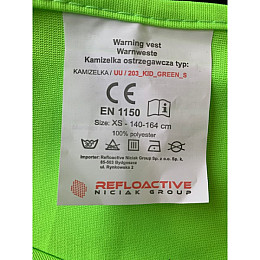 Warning vest
Warnweste
Kamizelka ostrzegawcza typ:
KAMIZELKA / UU / 203_KID_GREEN_S
CE
EN 1150
Size: XS - 140-164 cm
100% polyester
Importer: Refloactive Niciak Group Sp. z o.o. Sp. k.
85-502 Bydgoszcz
ul. Rynkowska 2
REFLOACTIVE
NICIAK GROUP